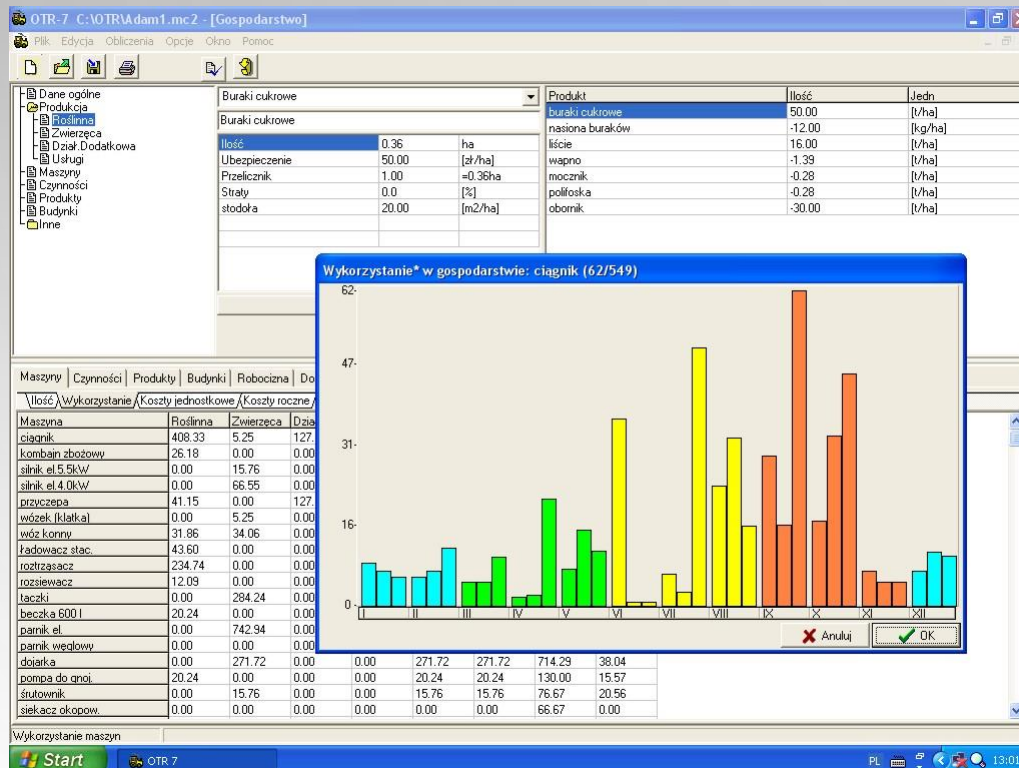 OTR-7 C:\OTR\Adam1.mc2 - [Gospodarstwo]
Plik Edycja Obliczenia Opcje Okno Pomoc
Dane ogólne
Produkcja
Roślinna
Zwierzęca
Dział.Dodatkowa
Usługi
Maszyny
Czynności
Produkty
Budynki
Inne
Buraki cukrowe
Buraki cukrowe
Ilość 0.36 ha
Ubezpieczenie 50.00 [zł/ha]
Przelicznik 1.00 =0.36ha
Straty 0.0 [%]
stodoła 20.00 [m2/ha]
Produkt Ilość Jedn
buraki cukrowe 50.00 [t/ha]
nasiona buraków -12.00 [kg/ha]
liście 16.00 [t/ha]
wapno -1.39 [t/ha]
mocznik -0.28 [t/ha]
polifoska -0.28 [t/ha]
obornik -30.00 [t/ha]
Wykorzystanie* w gospodarstwie: ciągnik (62/549)
62-
47-
31-
16-
0-
I II III IV V VI VII VIII IX X XI XII
Anuluj OK
Maszyny Czynności Produkty Budynki Robocizna Do
Ilość Wykorzystanie Koszty jednostkowe Koszty roczne
Maszyna Roślinna Zwierzęca Dzia
ciągnik 408.33 5.25 127.
kombajn zbożowy 26.18 0.00 0.00
silnik el.5.5kW 0.00 15.76 0.00
silnik el.4.0kW 0.00 66.55 0.00
przyczepa 41.15 0.00 127.
wózek (klatka) 0.00 5.25 0.00
wóz konny 31.86 34.06 0.00
ładowacz stac. 43.60 0.00 0.00
roztrząsacz 234.74 0.00 0.00
rozsiewacz 12.09 0.00 0.00
taczki 0.00 284.24 0.00
beczka 600 l 20.24 0.00 0.00
parnik el. 0.00 742.94 0.00
parnik węglowy 0.00 0.00 0.00
dojarka 0.00 271.72 0.00 0.00 271.72 271.72 714.29 38.04
pompa do gnoj. 20.24 0.00 0.00 0.00 20.24 20.24 130.00 15.57
śrutownik 0.00 15.76 0.00 0.00 15.76 15.76 76.67 20.56
siekacz okopow. 0.00 0.00 0.00 0.00 0.00 0.00 66.67 0.00
Wykorzystanie maszyn
Start OTR 7 PL 13:01